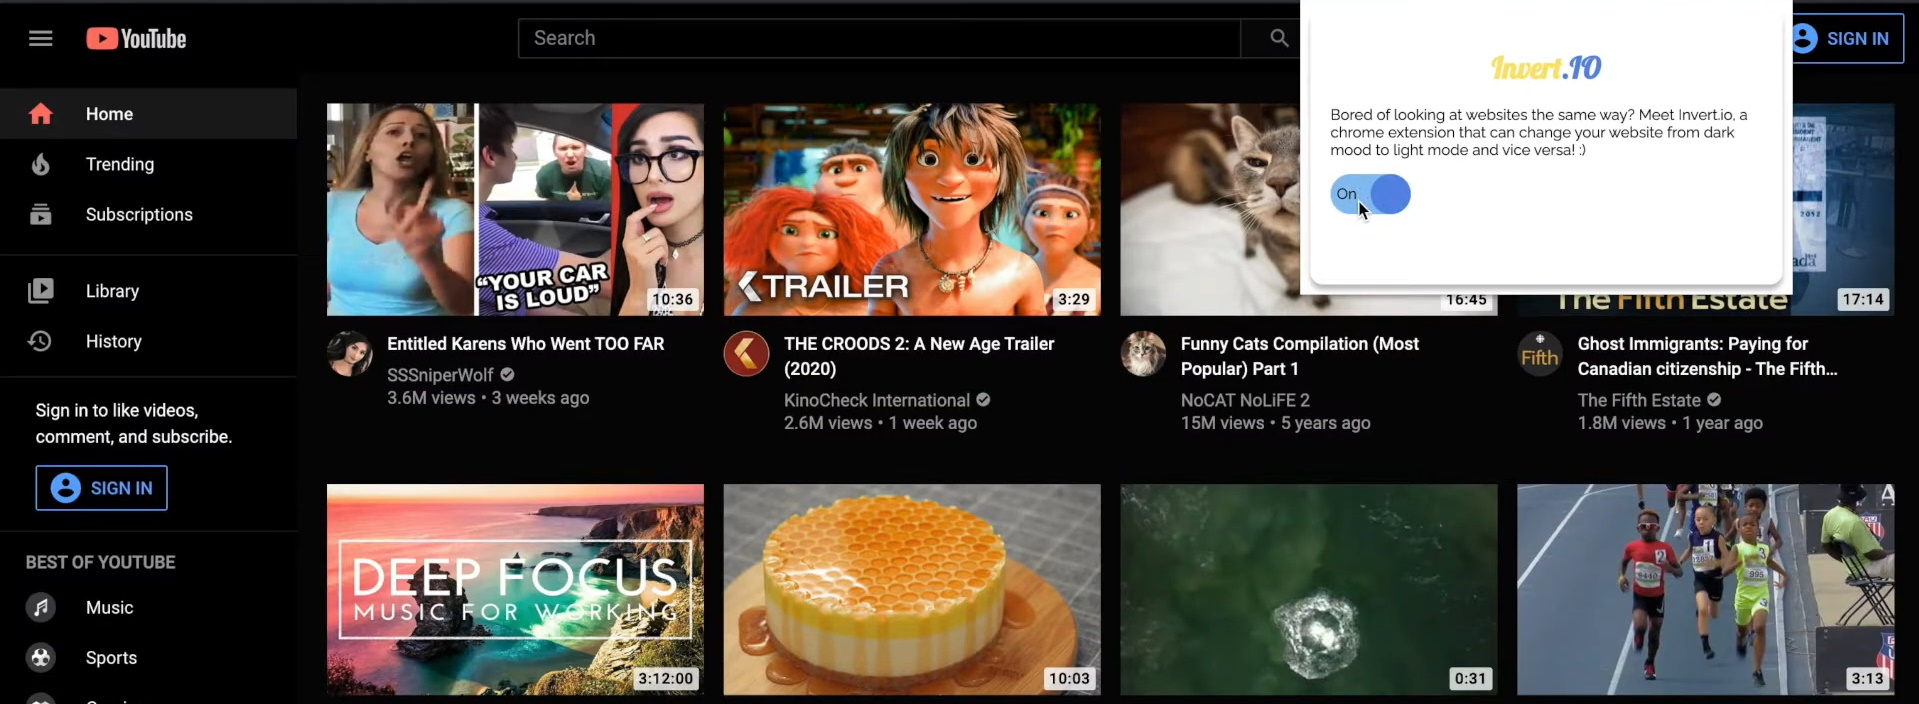 YouTube
Search
SIGN IN
Invert.IO
Bored of looking at websites the same way? Meet Invert.io, a
chrome extension that can change your website from dark
mood to light mode and vice versa! :)
On
Home
Trending
Subscriptions
Library
History
Sign in to like videos,
comment, and subscribe.
SIGN IN
BEST OF YOUTUBE
Music
Sports
"YOUR CAR
IS LOUD"
10:36
Entitled Karens Who Went TOO FAR
SSSniperWolf
3.6M views • 3 weeks ago
TRAILER
3:29
THE CROODS 2: A New Age Trailer
(2020)
KinoCheck International
2.6M views • 1 week ago
16:45
Funny Cats Compilation (Most
Popular) Part 1
NoCAT NoLiFE 2
15M views • 5 years ago
2012
The Fifth Estate
17:14
Fifth
Ghost Immigrants: Paying for
Canadian citizenship - The Fifth...
The Fifth Estate
1.8M views • 1 year ago
DEEP FOCUS
MUSIC FOR WORKING
3:12:00
10:03
0:31
2
1
3
995
3:13